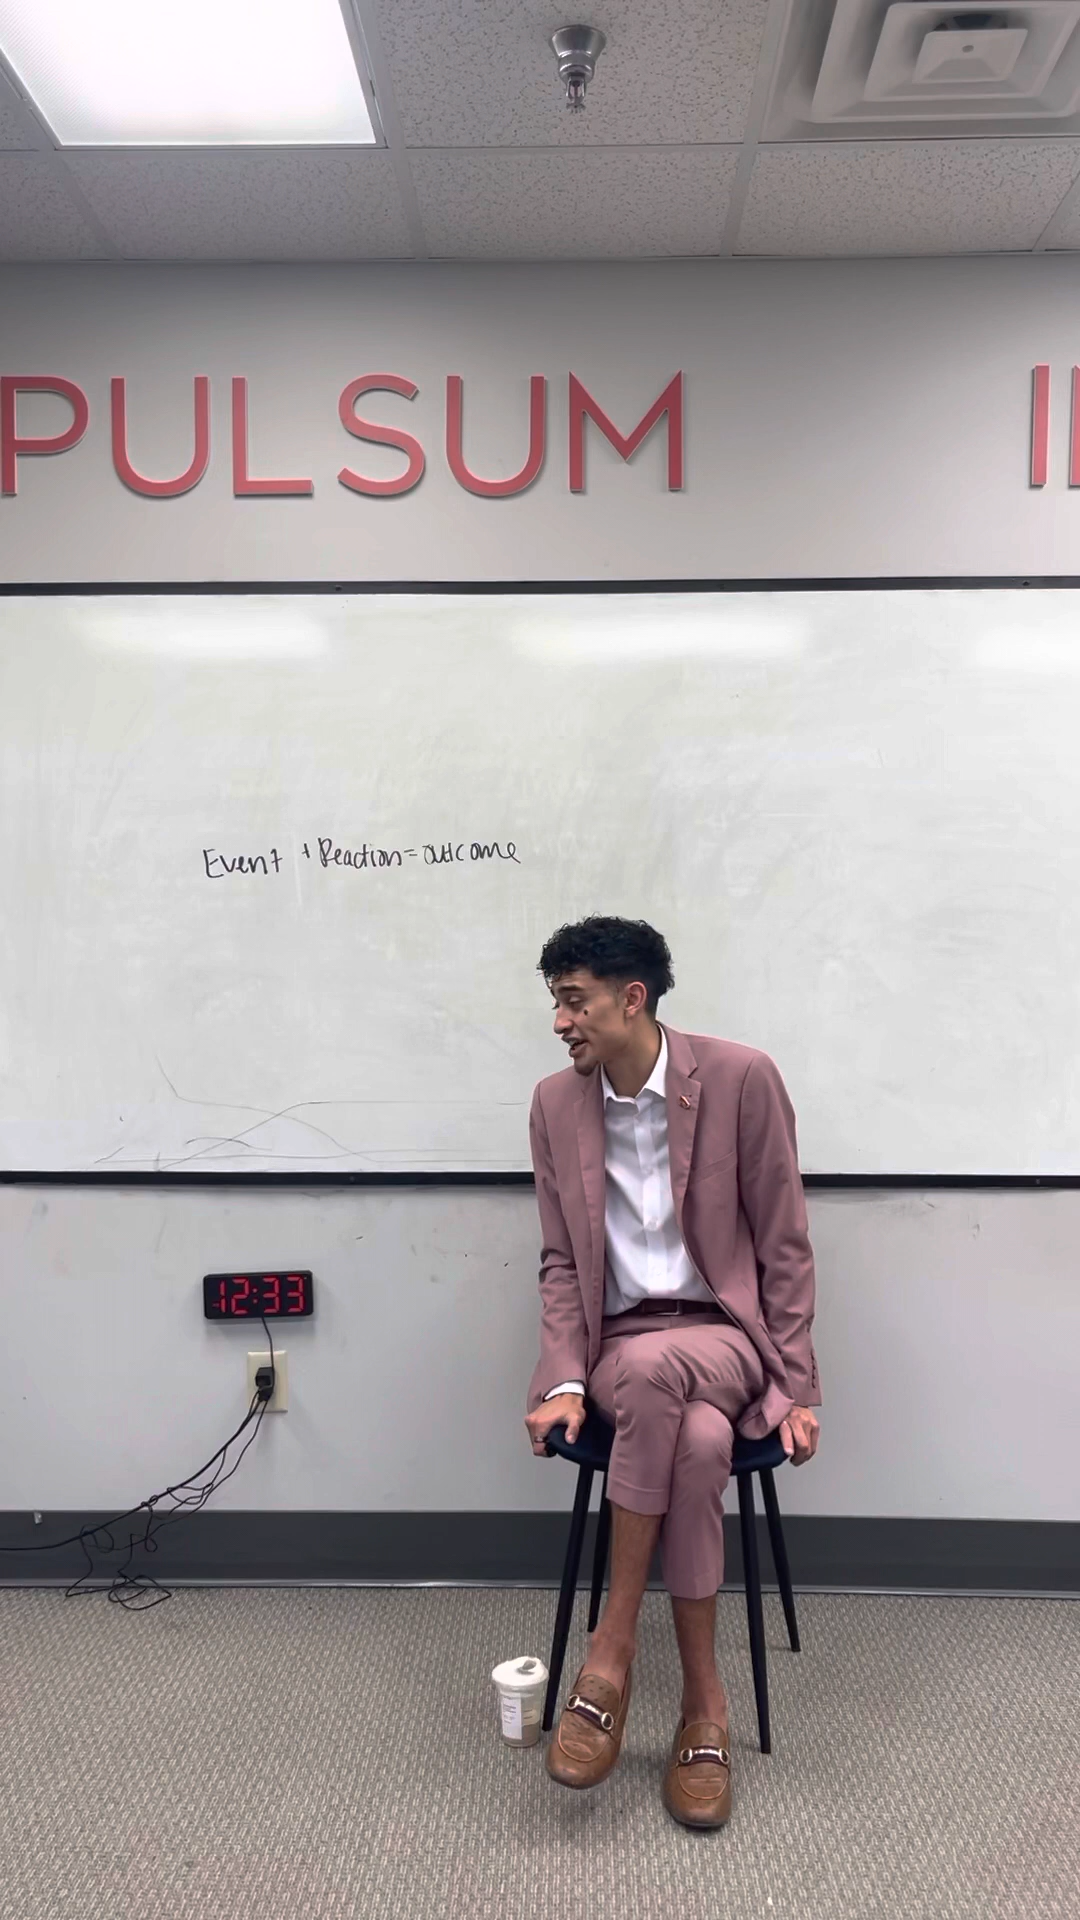 PULSUM
Event + Reaction = outcome
12:33